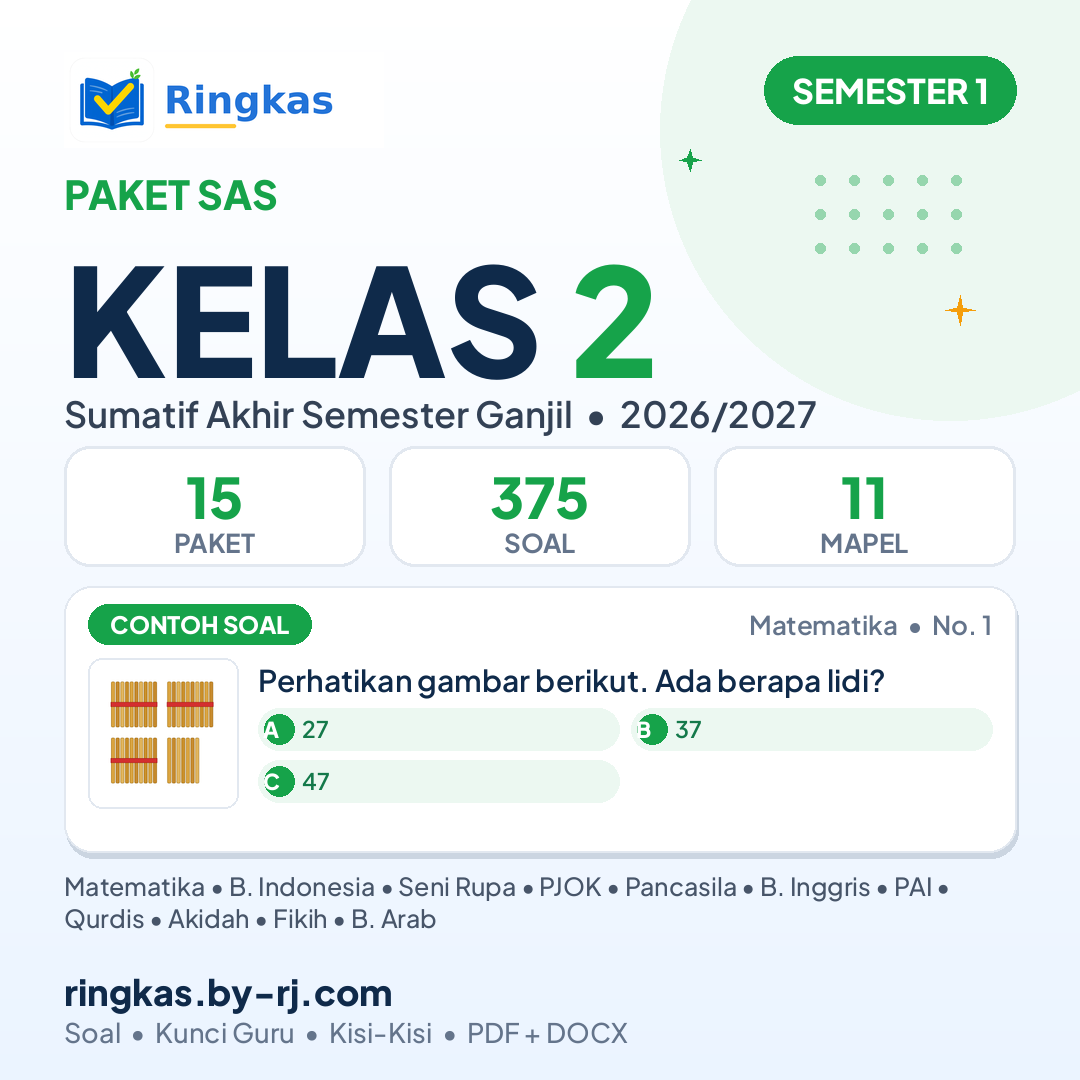 Ringkas
SEMESTER 1
PAKET SAS
KELAS 2
Sumatif Akhir Semester Ganjil • 2026/2027
15
PAKET
375
SOAL
11
MAPEL
CONTOH SOAL
Matematika • No. 1
Perhatikan gambar berikut. Ada berapa lidi?
A 27
B 37
C 47
Matematika • B. Indonesia • Seni Rupa • PJOK • Pancasila • B. Inggris • PAI •
Qurdis • Akidah • Fikih • B. Arab
ringkas.by-rj.com
Soal • Kunci Guru • Kisi-Kisi • PDF + DOCX